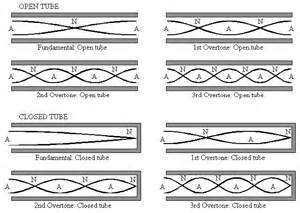 OPEN TUBE
N
A A
Fundamental: Open tube
N N
A A A
1st Overtone: Open tube
N N N
A A A A
2nd Overtone: Open tube
N N N N
A A A A A
3rd Overtone: Open tube
CLOSED TUBE
N
A
Fundamental: Closed tube
N N
A A
1st Overtone: Closed tube
N N N
A A A
2nd Overtone: Closed tube
N N N N
A A A A
3rd Overtone: Closed tube